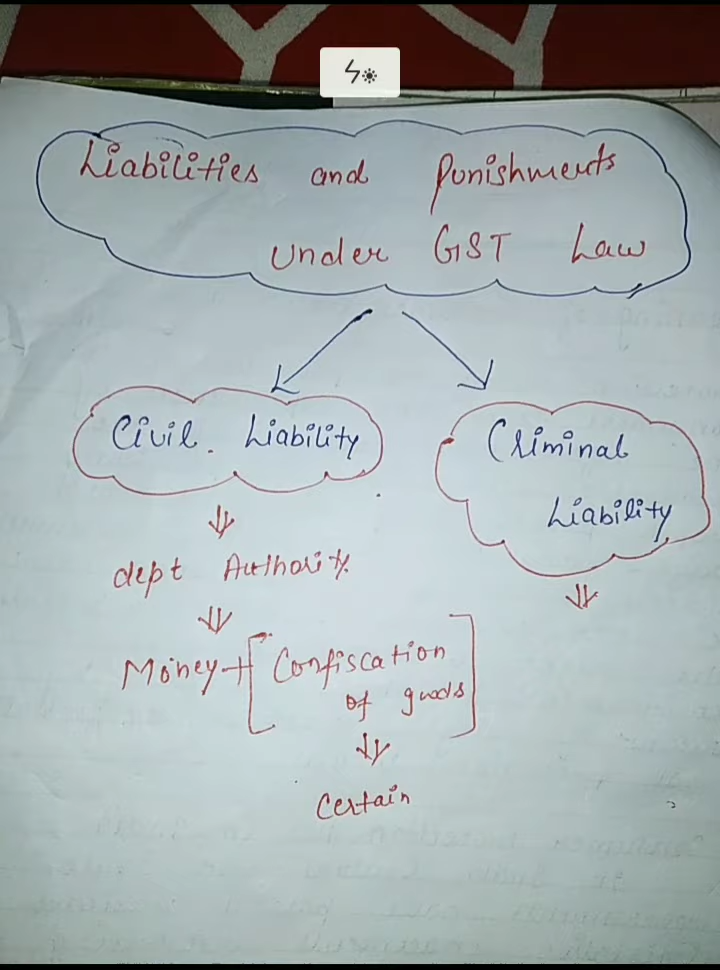 Liabilities and Punishments
under GST Law
Civil Liability
Criminal
Liability
dept Authority
Money + [Confiscation
of goods]
Certain